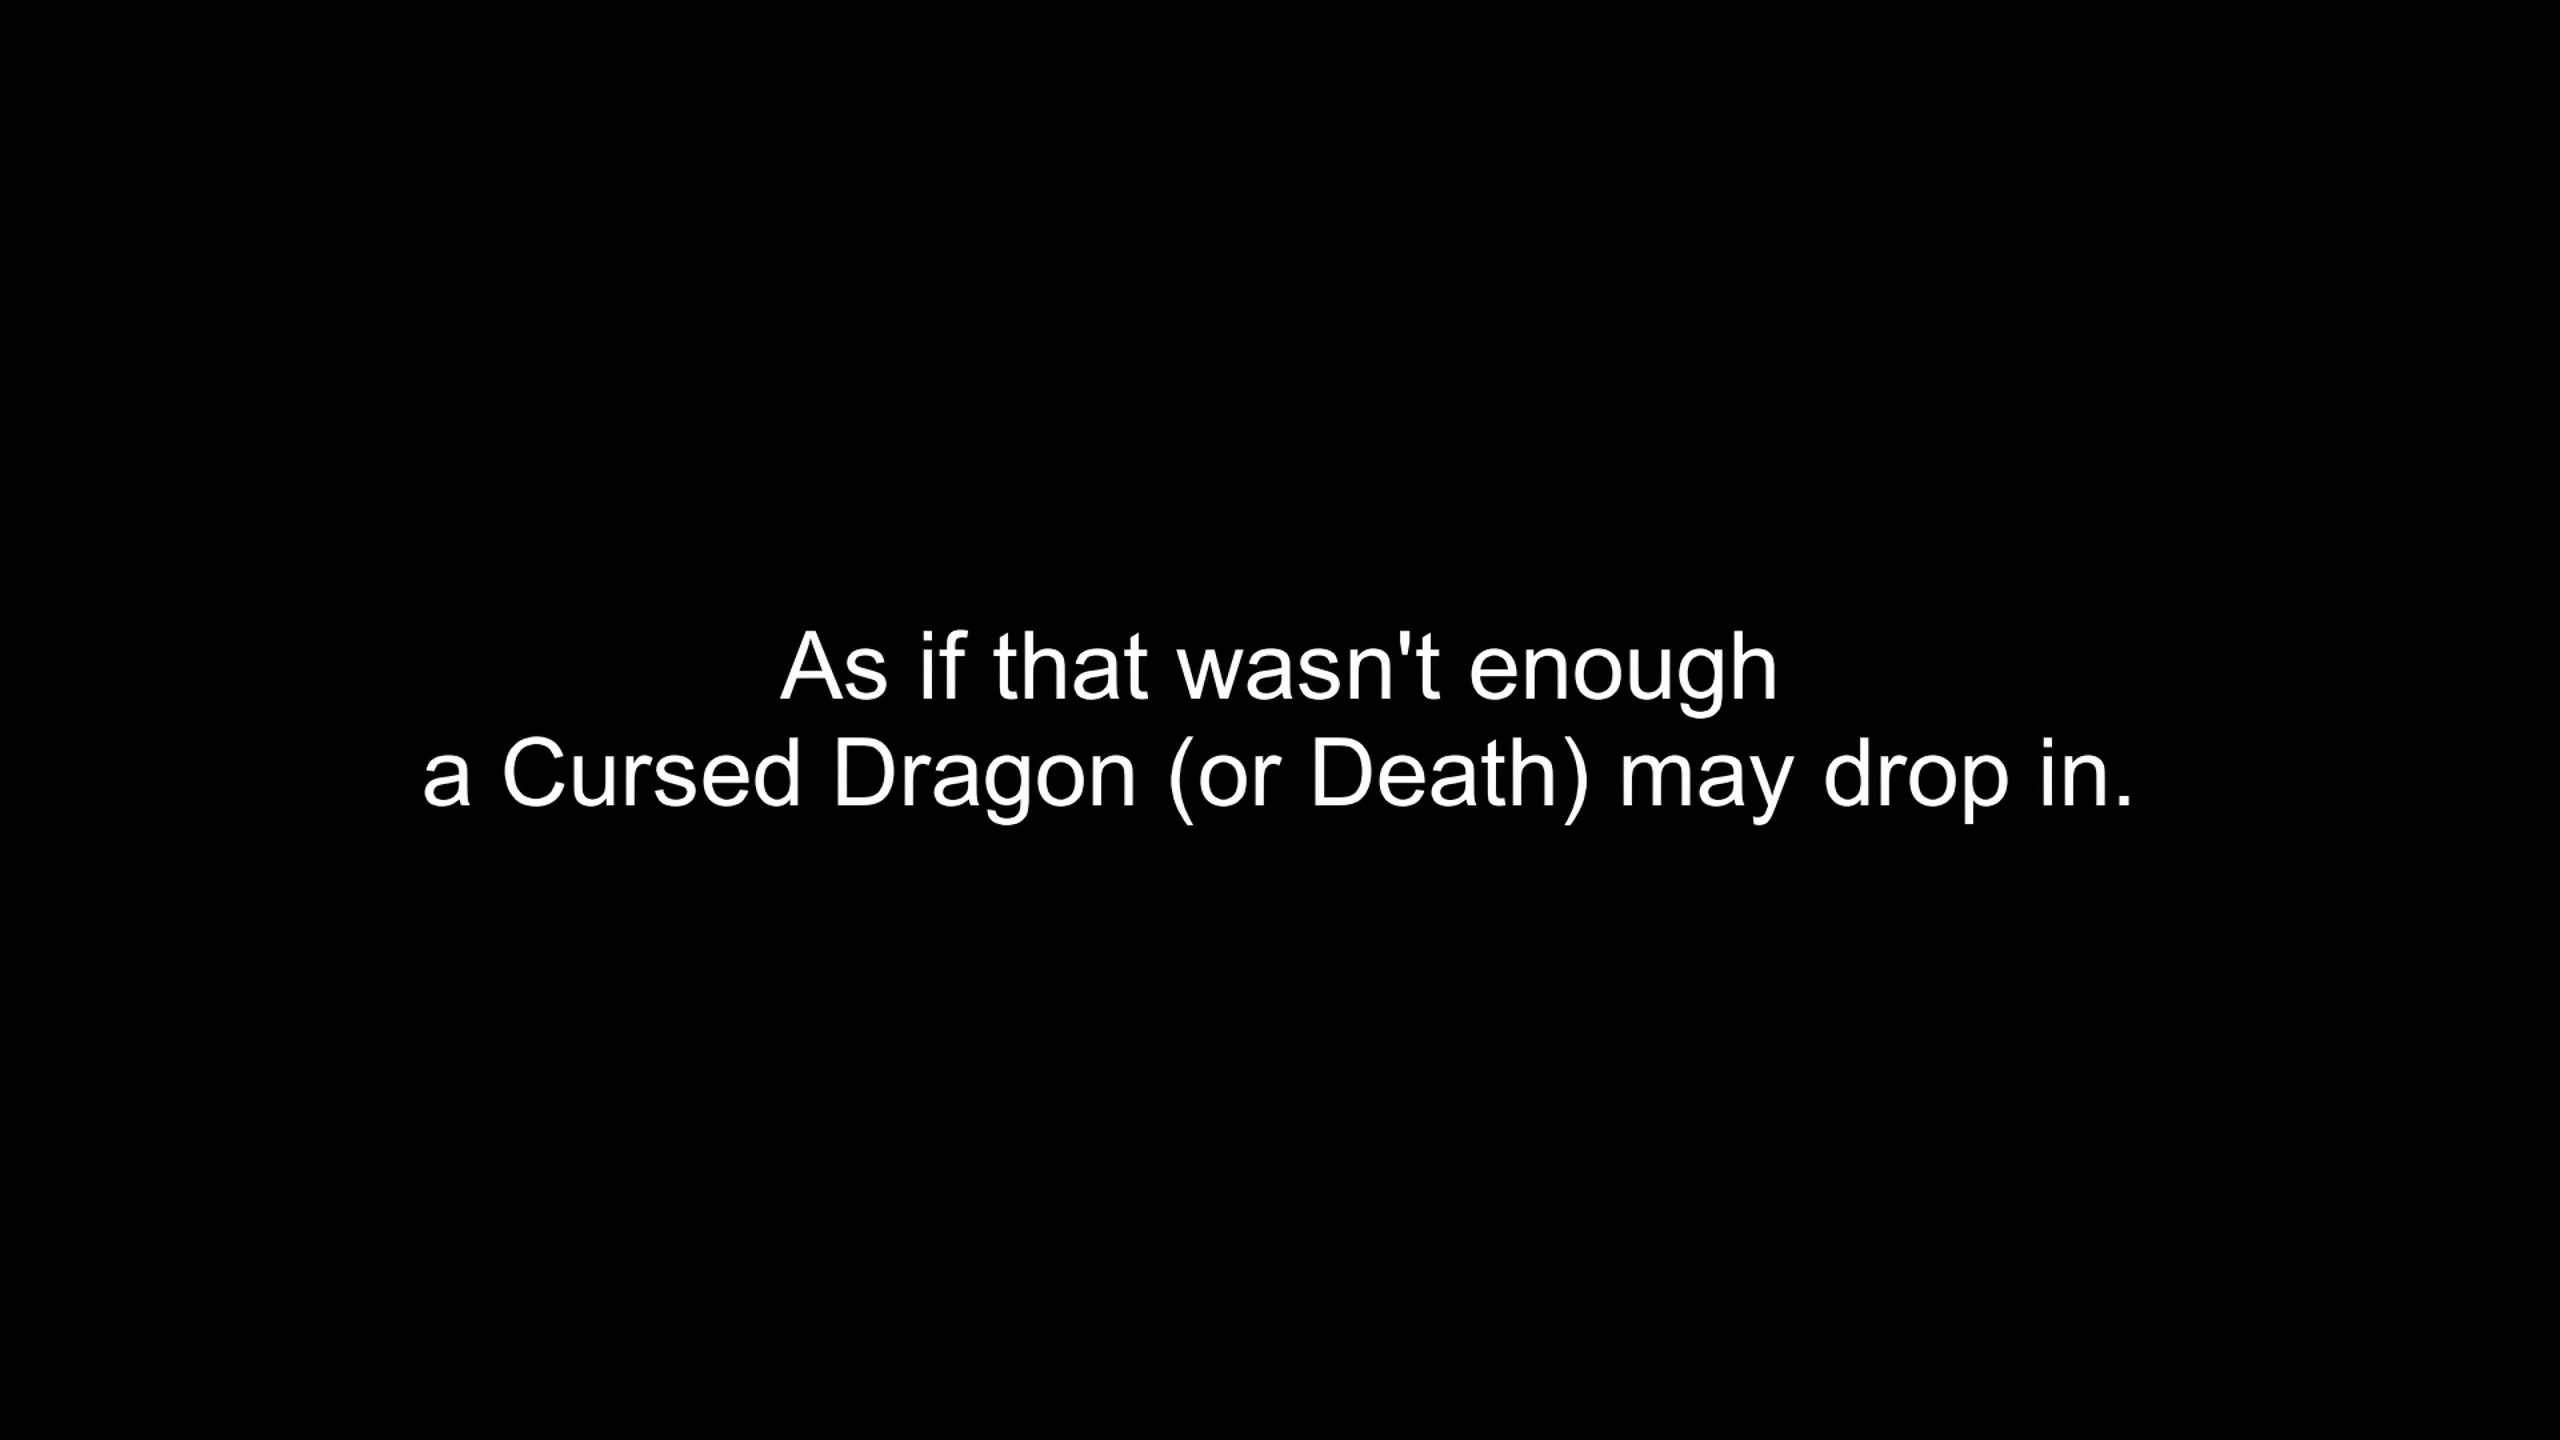 As if that wasn't enough
a Cursed Dragon (or Death) may drop in.